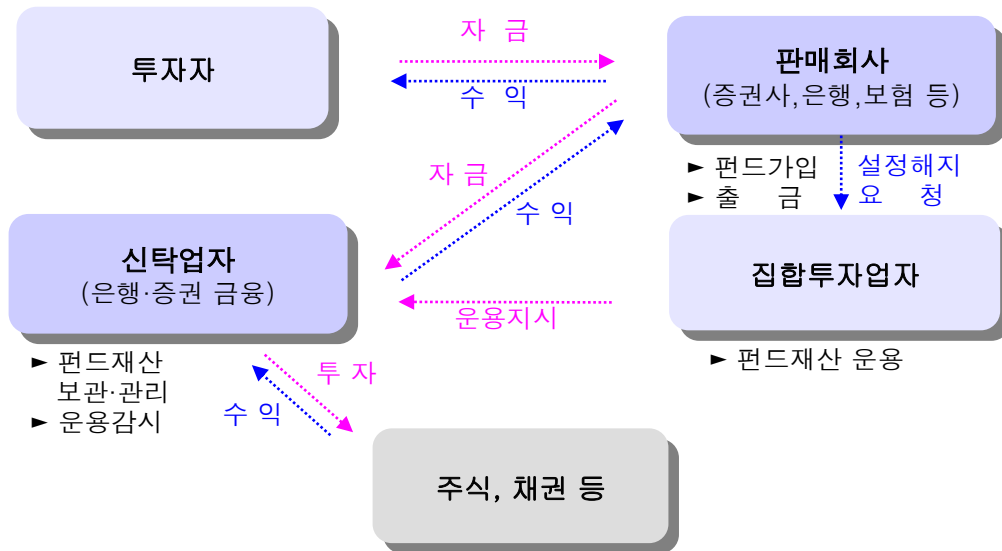 자 금
투자자
수 익
판매회사
(증권사,은행,보험 등)
► 펀드가입
► 출 금
설정해지
요 청
자 금
수 익
신탁업자
(은행·증권 금융)
집합투자업자
운용지시
► 펀드재산
보관·관리
► 운용감시
► 펀드재산 운용
투 자
수 익
주식, 채권 등